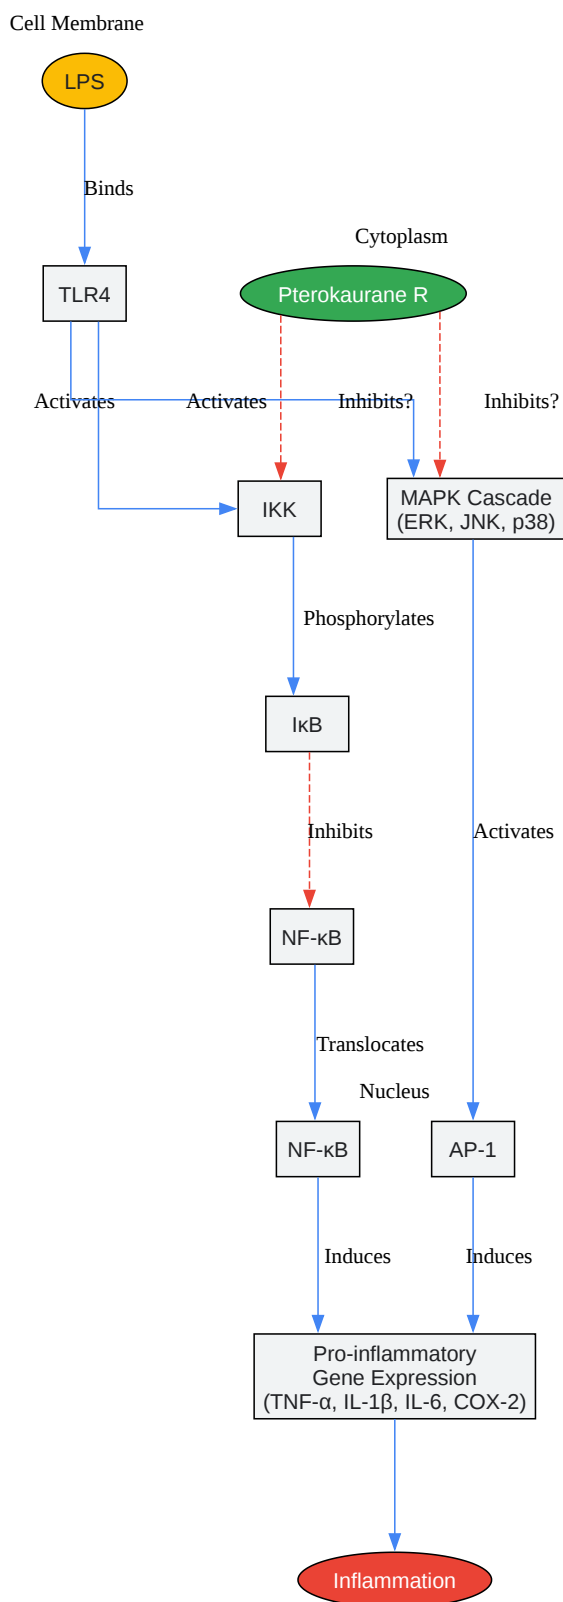 Cell Membrane
LPS
Binds
Cytoplasm
TLR4
Pterokaurane R
Activates
Activates
Inhibits?
Inhibits?
IKK
MAPK Cascade
(ERK, JNK, p38)
Phosphorylates
IκB
Inhibits
Activates
NF-κB
Translocates
Nucleus
NF-κB
AP-1
Induces
Induces
Pro-inflammatory
Gene Expression
(TNF-α, IL-1β, IL-6, COX-2)
Inflammation